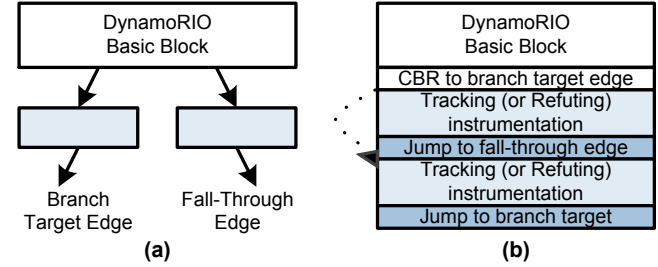 DynamoRIO
Basic Block
Branch
Target Edge
Fall-Through
Edge
(a)
DynamoRIO
Basic Block
CBR to branch target edge
Tracking (or Refuting)
instrumentation
Jump to fall-through edge
Tracking (or Refuting)
instrumentation
Jump to branch target
(b)